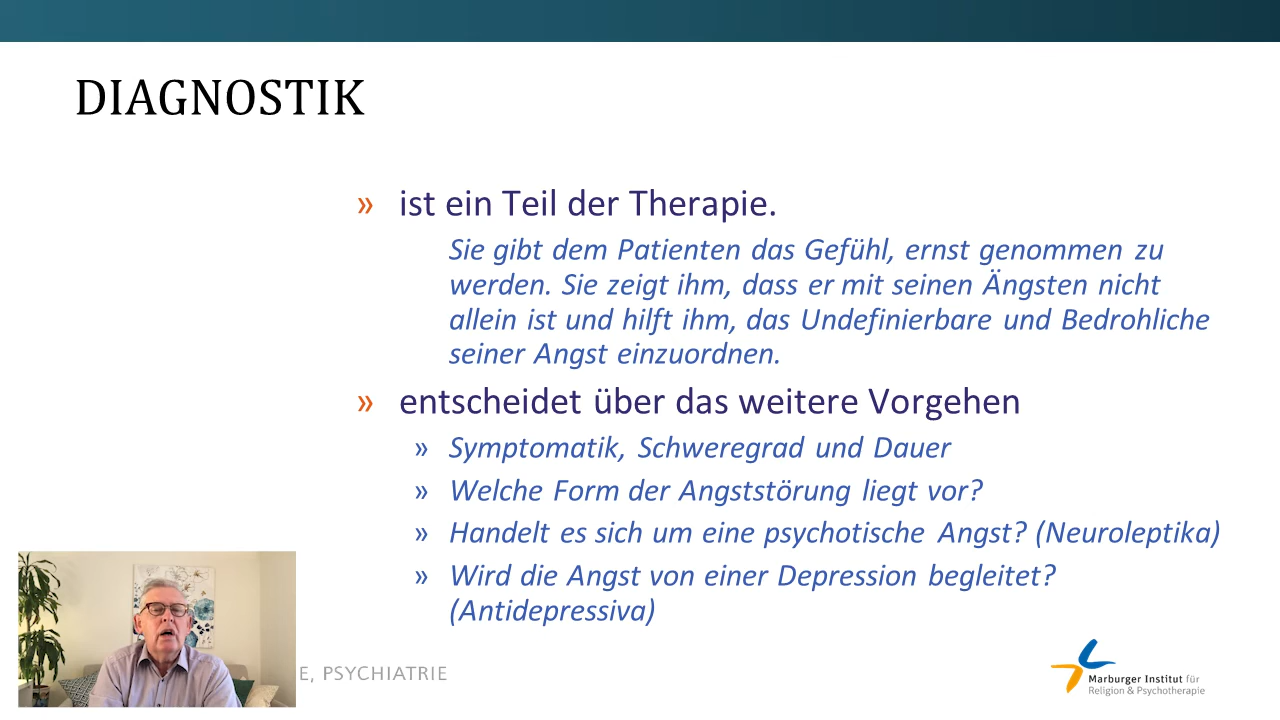 DIAGNOSTIK
» ist ein Teil der Therapie.
Sie gibt dem Patienten das Gefühl, ernst genommen zu
werden. Sie zeigt ihm, dass er mit seinen Ängsten nicht
allein ist und hilft ihm, das Undefinierbare und Bedrohliche
seiner Angst einzuordnen.
» entscheidet über das weitere Vorgehen
» Symptomatik, Schweregrad und Dauer
» Welche Form der Angststörung liegt vor?
» Handelt es sich um eine psychotische Angst? (Neuroleptika)
» Wird die Angst von einer Depression begleitet?
(Antidepressiva)
E, PSYCHIATRIE
Marburger Institut für
Religion & Psychotherapie